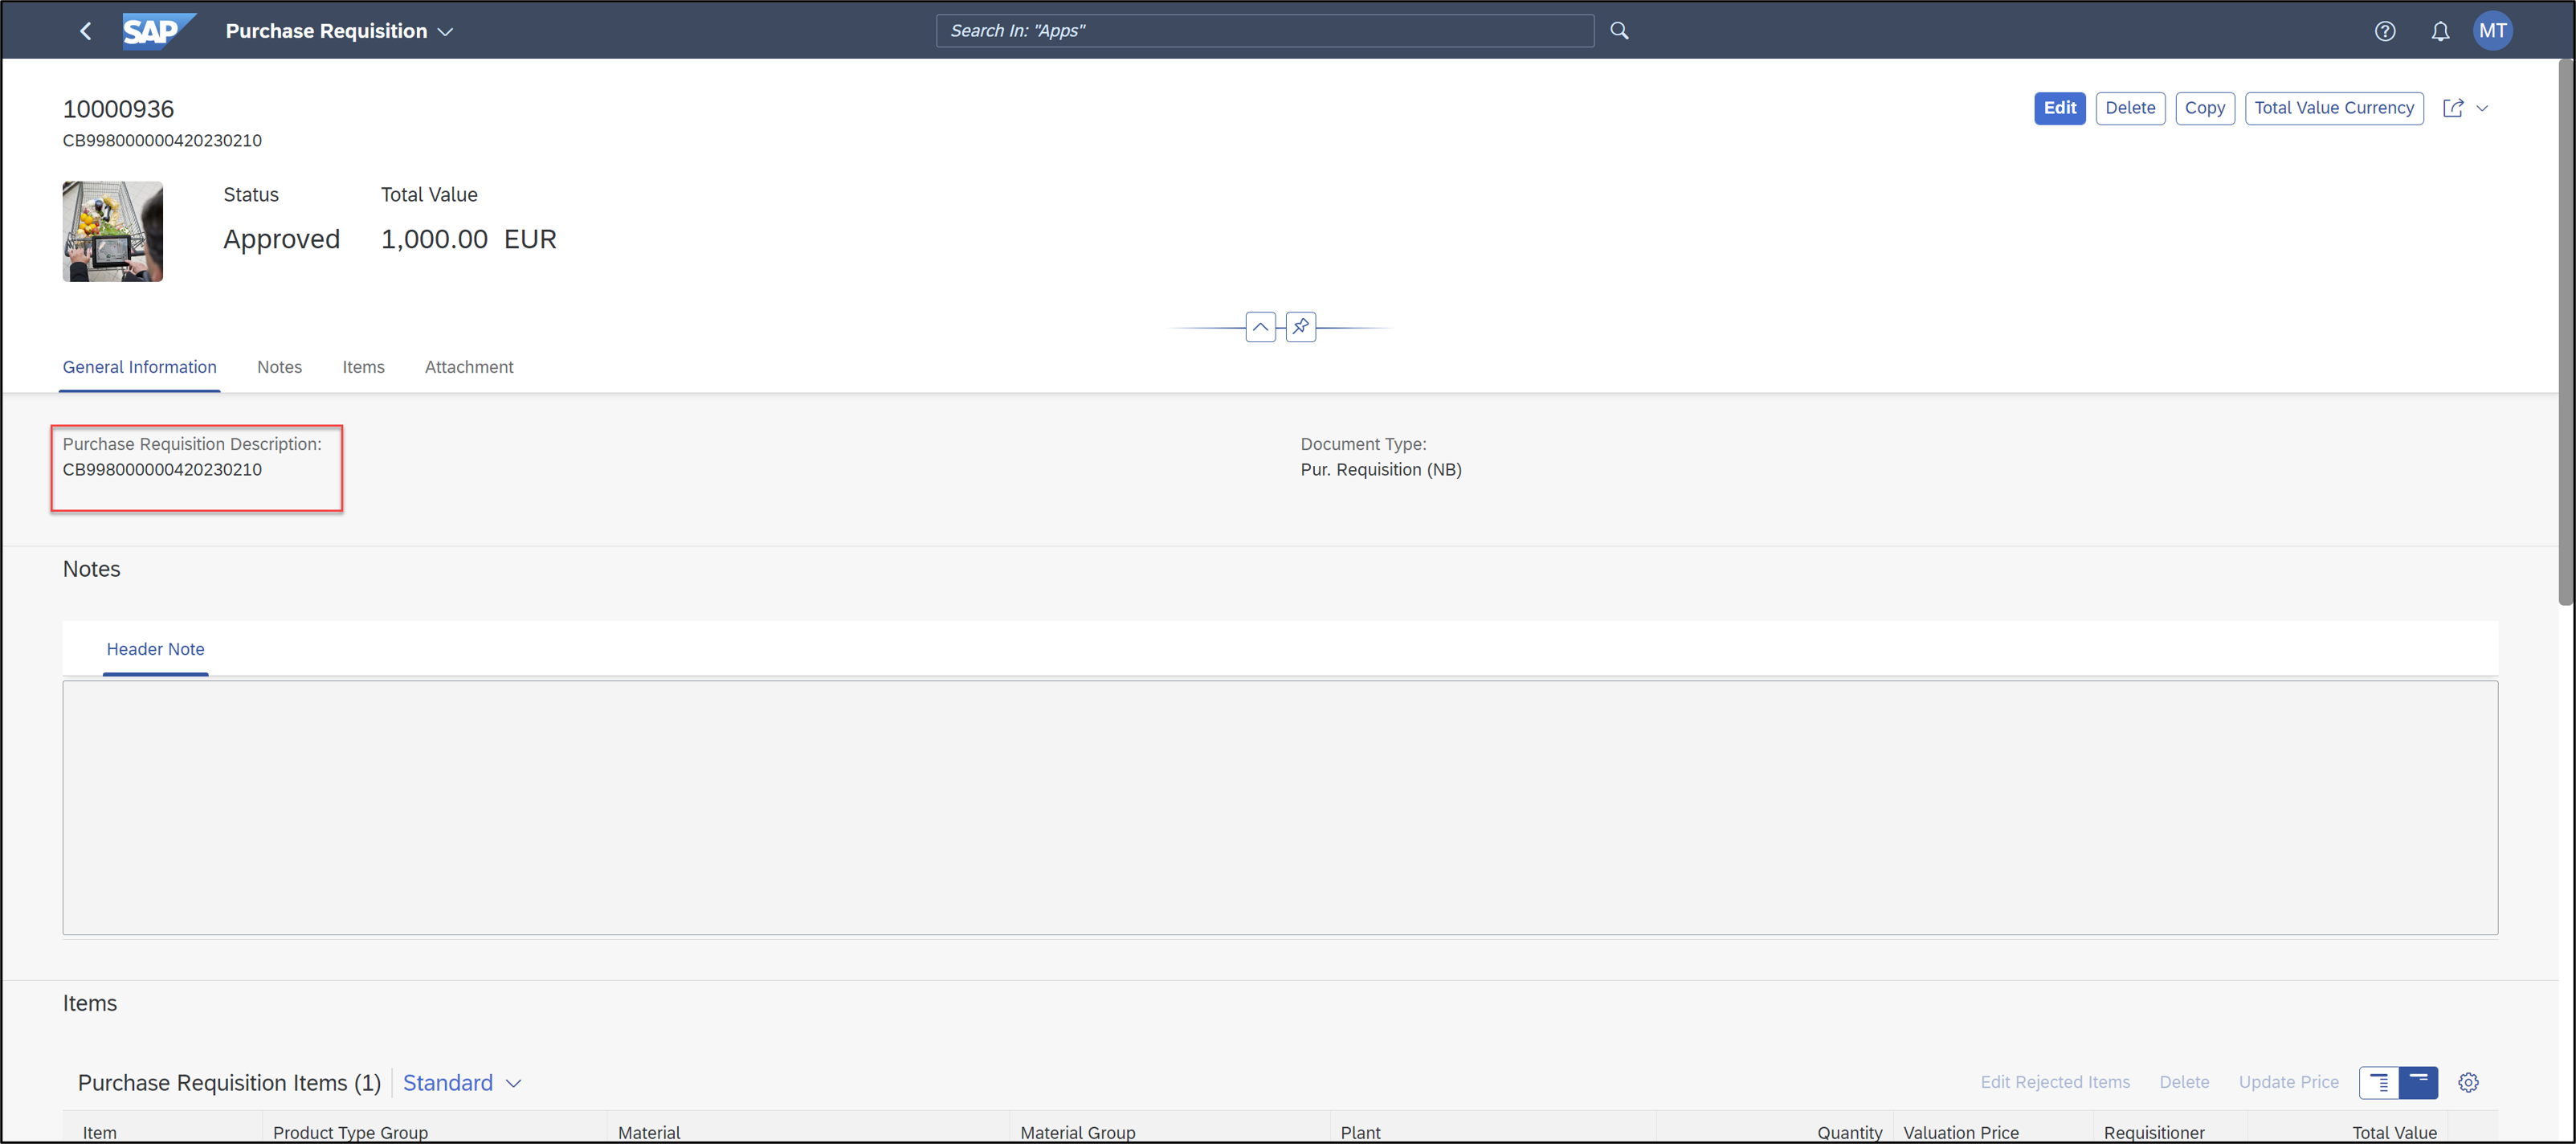 SAP Purchase Requisition Search In: "Apps" MT
10000936 Edit Delete Copy Total Value Currency
CB998000000420230210
Status Total Value
Approved 1,000.00 EUR
General Information Notes Items Attachment
Purchase Requisition Description: Document Type:
CB998000000420230210 Pur. Requisition (NB)
Notes
Header Note
Items
Purchase Requisition Items (1) Standard Edit Rejected Items Delete Update Price
Item Product Type Group Material Material Group Plant Quantity Valuation Price Requisitioner Total Value